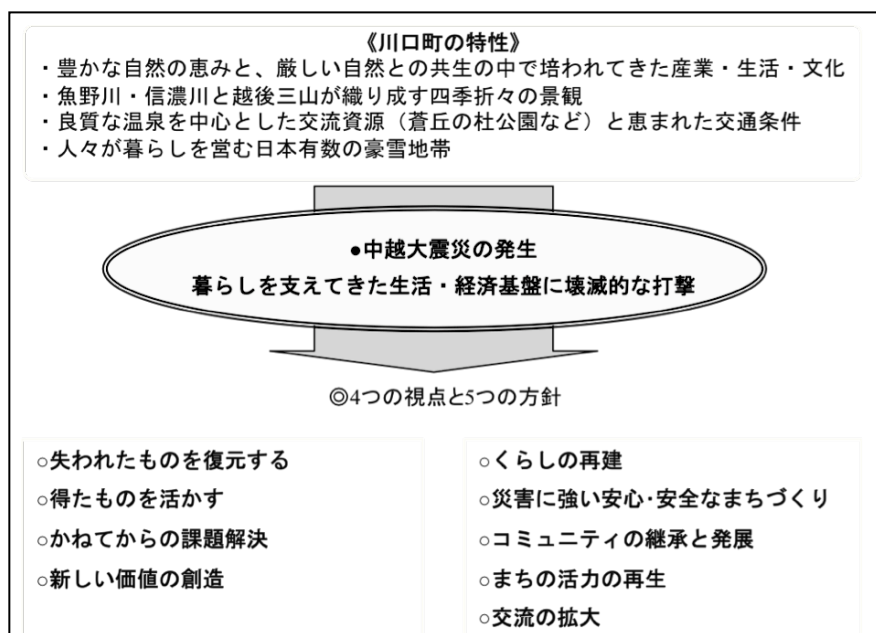 《川口町の特性》
・豊かな自然の恵みと、厳しい自然との共生の中で培われてきた産業・生活・文化
・魚野川・信濃川と越後三山が織り成す四季折々の景観
・良質な温泉を中心とした交流資源（蒼丘の杜公園など）と恵まれた交通条件
・人々が暮らしを営む日本有数の豪雪地帯
●中越大震災の発生
暮らしを支えてきた生活・経済基盤に壊滅的な打撃
◎4つの視点と5つの方針
○失われたものを復元する
○得たものを活かす
○かねてからの課題解決
○新しい価値の創造
○くらしの再建
○災害に強い安心･安全なまちづくり
○コミュニティの継承と発展
○まちの活力の再生
○交流の拡大